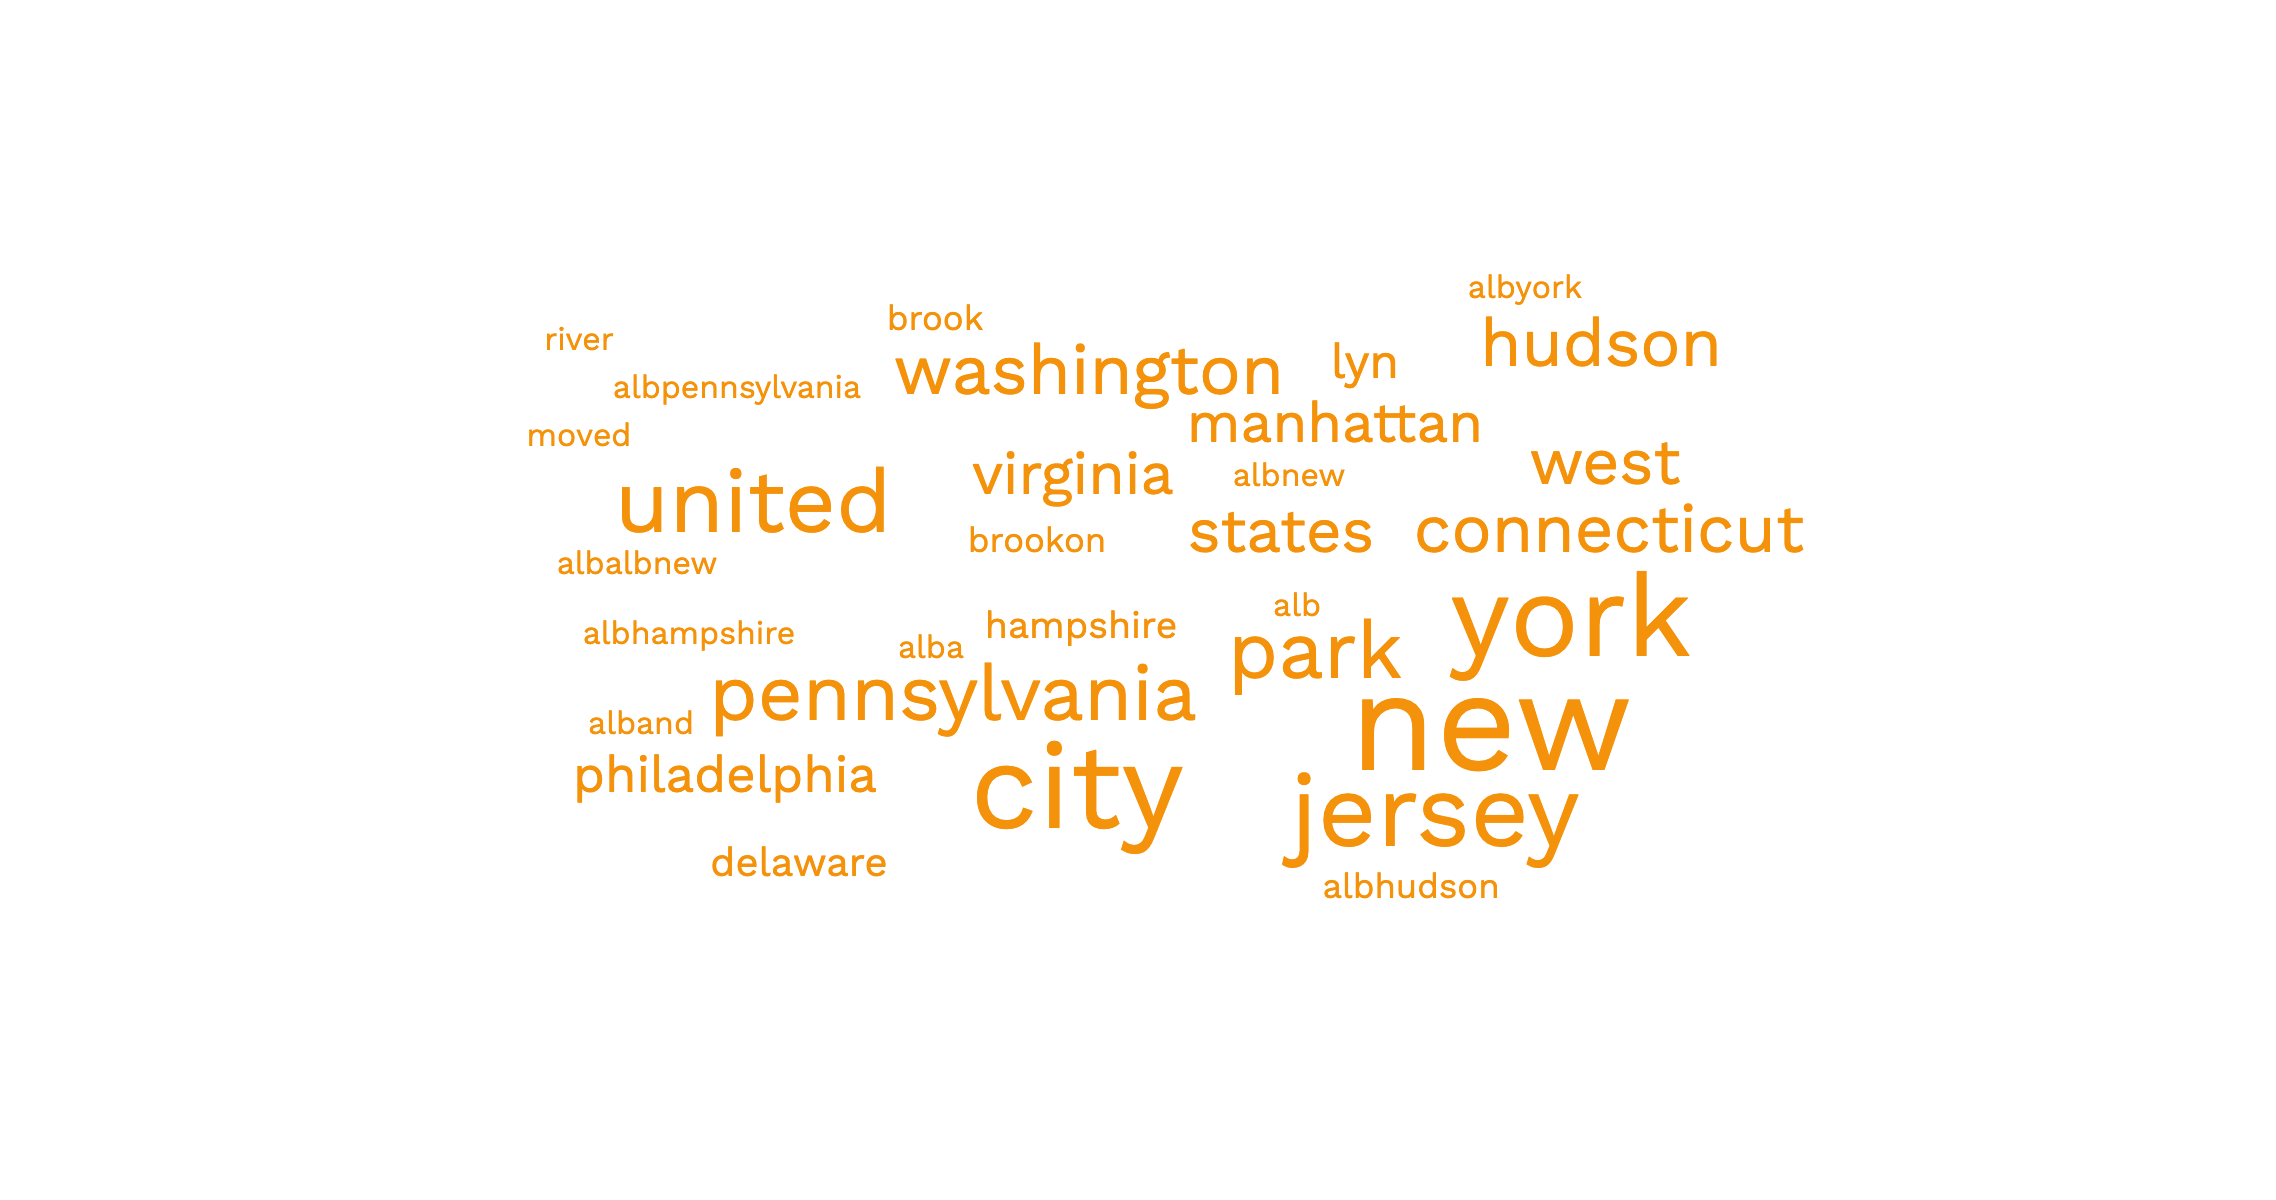 albyork
brook
river
washington
lyn
hudson
albpennsylvania
manhattan
moved
virginia
albnew
west
united
brookon
states
connecticut
albalbnew
york
alb
hampshire
albhampshire
alba
park
pennsylvania
new
alband
philadelphia
city
jersey
delaware
albhudson